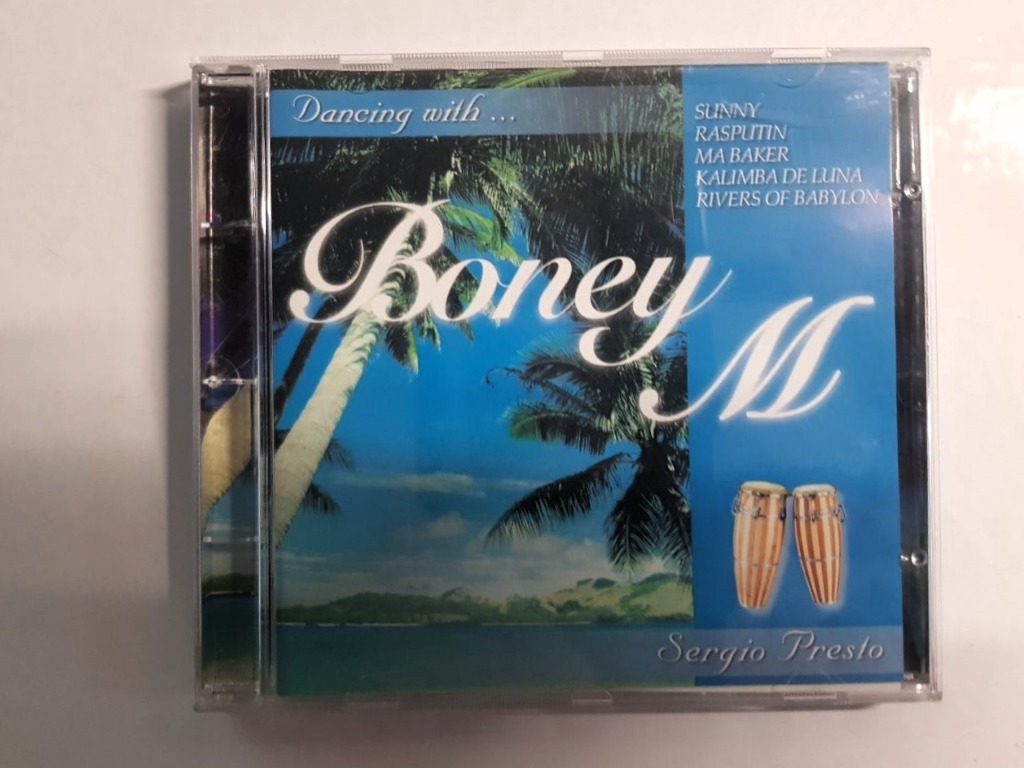 Dancing with ...
SUNNY
RASPUTIN
MA BAKER
KALIMBA DE LUNA
RIVERS OF BABYLON
Boney
M
Sergio Presto